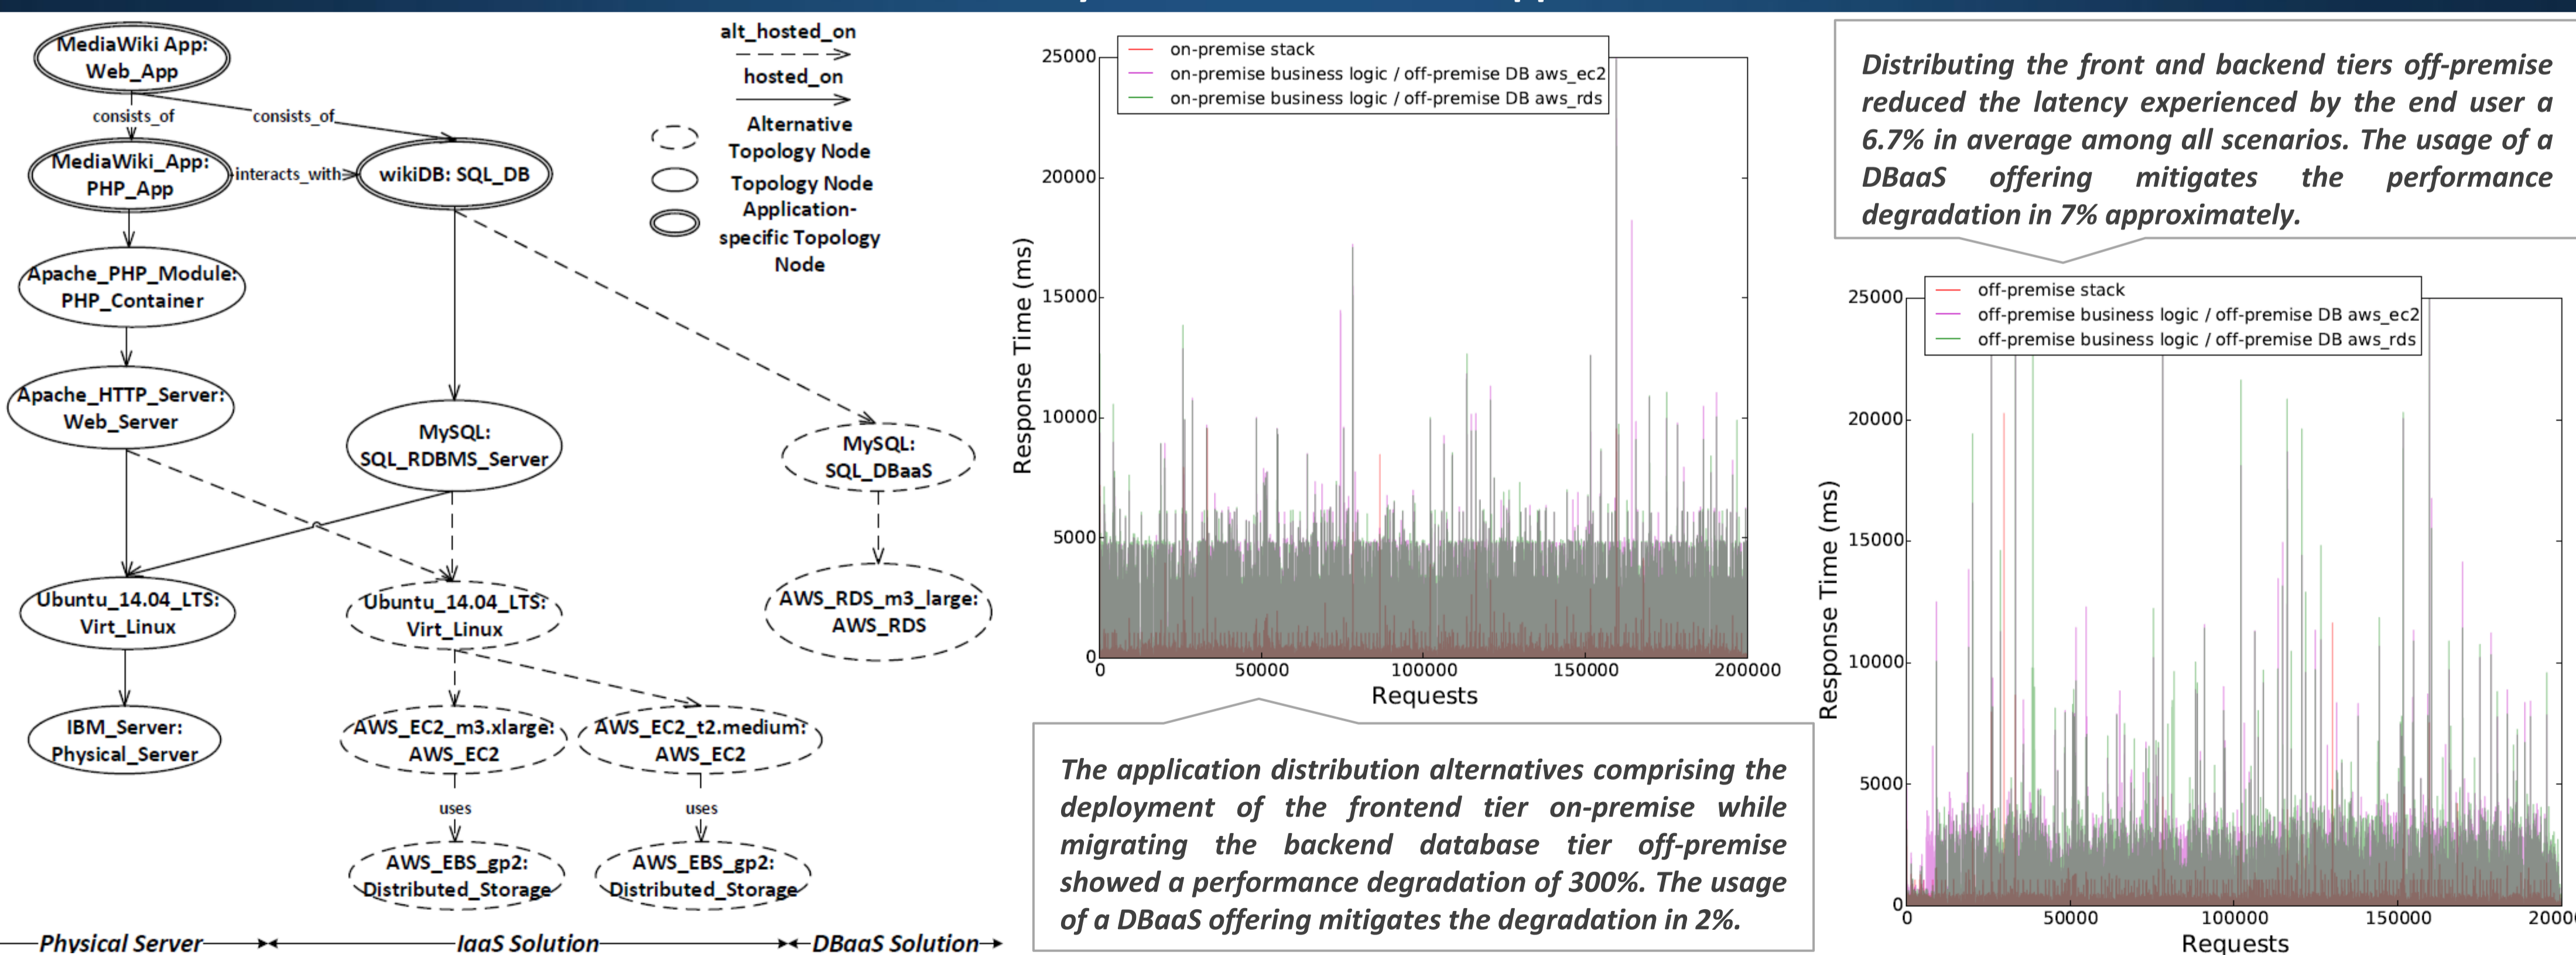 MediaWiki App:
Web_App
consists_of
consists_of
MediaWiki_App:
PHP_App
interacts_with
wikiDB: SQL_DB
Apache_PHP_Module:
PHP_Container
Apache_HTTP_Server:
Web_Server
MySQL:
SQL_RDBMS_Server
MySQL:
SQL_DBaaS
Ubuntu_14.04_LTS:
Virt_Linux
Ubuntu_14.04_LTS:
Virt_Linux
AWS_RDS_m3_large:
AWS_RDS
IBM_Server:
Physical_Server
AWS_EC2_m3.xlarge:
AWS_EC2
AWS_EC2_t2.medium:
AWS_EC2
uses
uses
AWS_EBS_gp2:
Distributed_Storage
AWS_EBS_gp2:
Distributed_Storage
Physical Server
IaaS Solution
DBaaS Solution
alt_hosted_on
hosted_on
Alternative
Topology Node
Topology Node
Application-
specific Topology
Node
on-premise stack
on-premise business logic / off-premise DB aws_ec2
on-premise business logic / off-premise DB aws_rds
Response Time (ms)
25000
20000
15000
10000
5000
0
0 50000 100000 150000 200000
Requests
The application distribution alternatives comprising the
deployment of the frontend tier on-premise while
migrating the backend database tier off-premise
showed a performance degradation of 300%. The usage
of a DBaaS offering mitigates the degradation in 2%.
Distributing the front and backend tiers off-premise
reduced the latency experienced by the end user a
6.7% in average among all scenarios. The usage of a
DBaaS offering mitigates the performance
degradation in 7% approximately.
off-premise stack
off-premise business logic / off-premise DB aws_ec2
off-premise business logic / off-premise DB aws_rds
Response Time (ms)
25000
20000
15000
10000
5000
0
0 50000 100000 150000
Requests